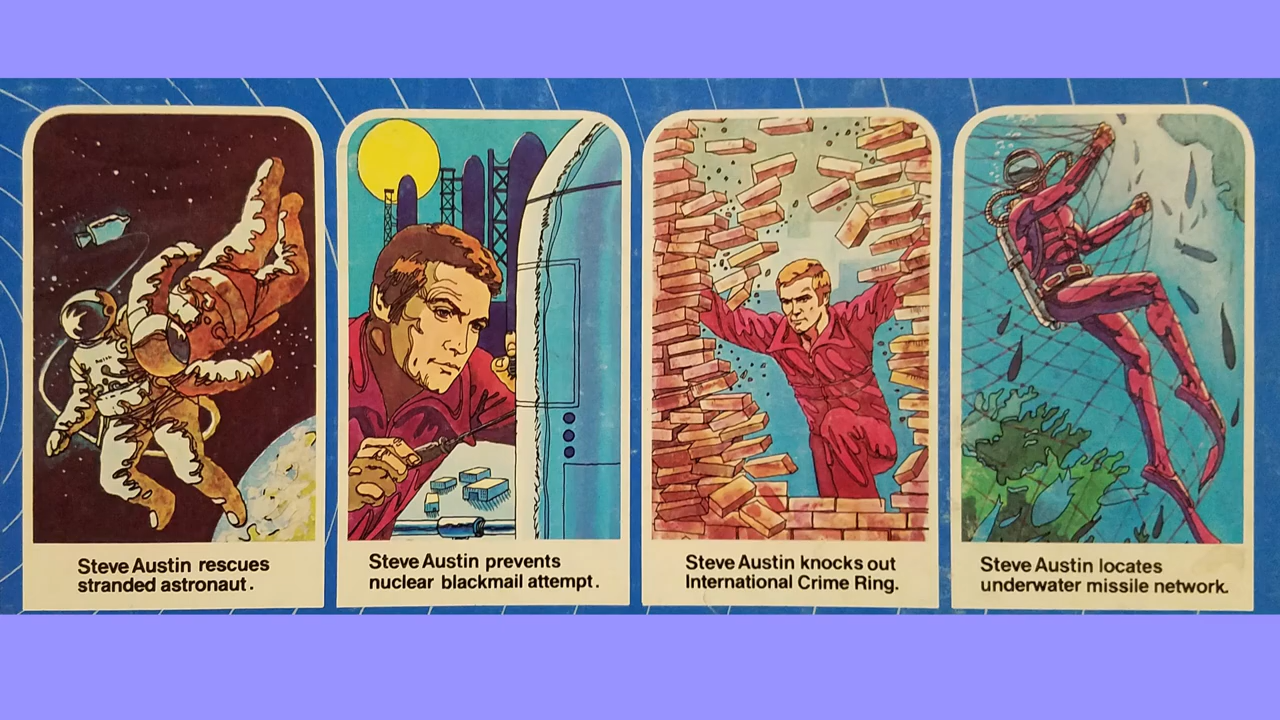 Steve Austin rescues
stranded astronaut.
Steve Austin prevents
nuclear blackmail attempt.
Steve Austin knocks out
International Crime Ring.
Steve Austin locates
underwater missile network.